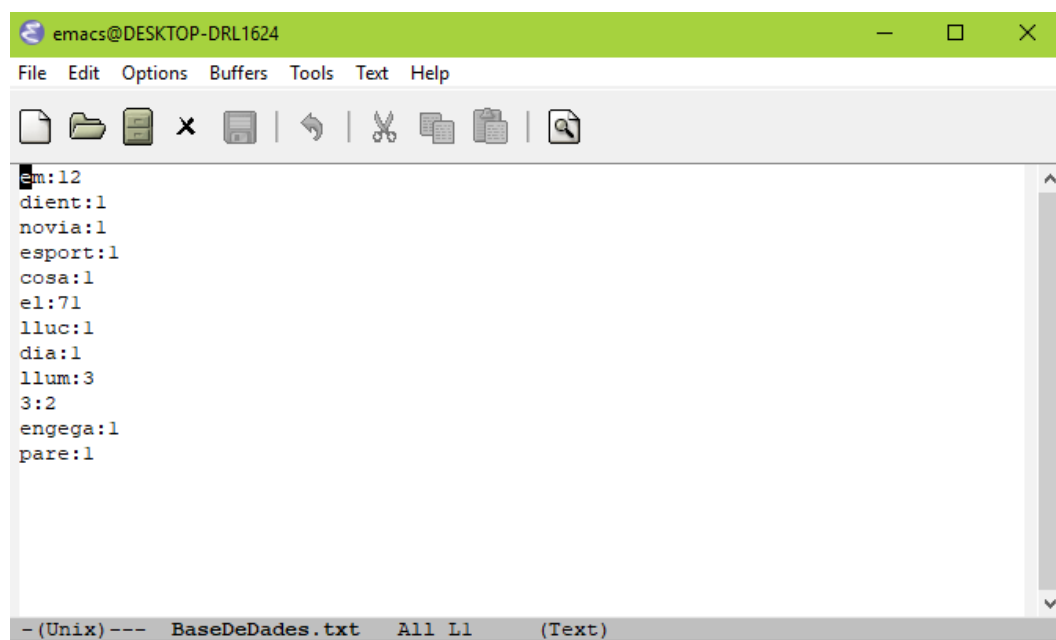 emacs@DESKTOP-DRL1624
File Edit Options Buffers Tools Text Help
em:12
dient:1
novia:1
esport:1
cosa:1
el:71
lluc:1
dia:1
llum:3
3:2
engega:1
pare:1
-(Unix)--- BaseDeDades.txt All L1 (Text)